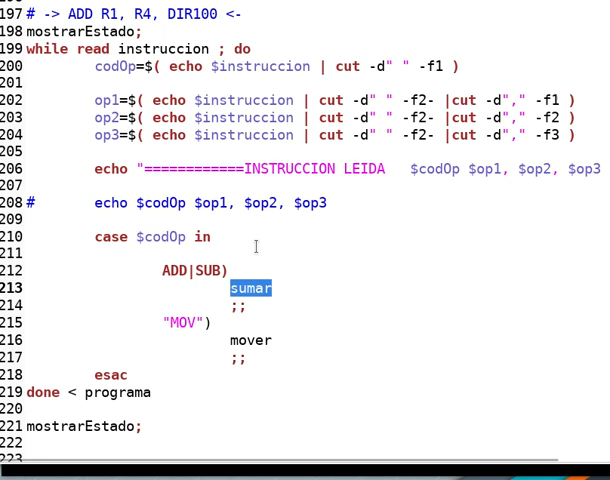 197 # -> ADD R1, R4, DIR100 <-
198 mostrarEstado;
199 while read instruccion ; do
200 codOp=$( echo $instruccion | cut -d" " -f1 )
201
202 op1=$( echo $instruccion | cut -d" " -f2- |cut -d"," -f1 )
203 op2=$( echo $instruccion | cut -d" " -f2- |cut -d"," -f2 )
204 op3=$( echo $instruccion | cut -d" " -f2- |cut -d"," -f3 )
205
206 echo "============INSTRUCCION LEIDA   $codOp $op1, $op2, $op3
207
208 # echo $codOp $op1, $op2, $op3
209
210 case $codOp in
211
212 ADD|SUB)
213 sumar
214 ;;
215 "MOV")
216 mover
217 ;;
218 esac
219 done < programa
220
221 mostrarEstado;
222
223